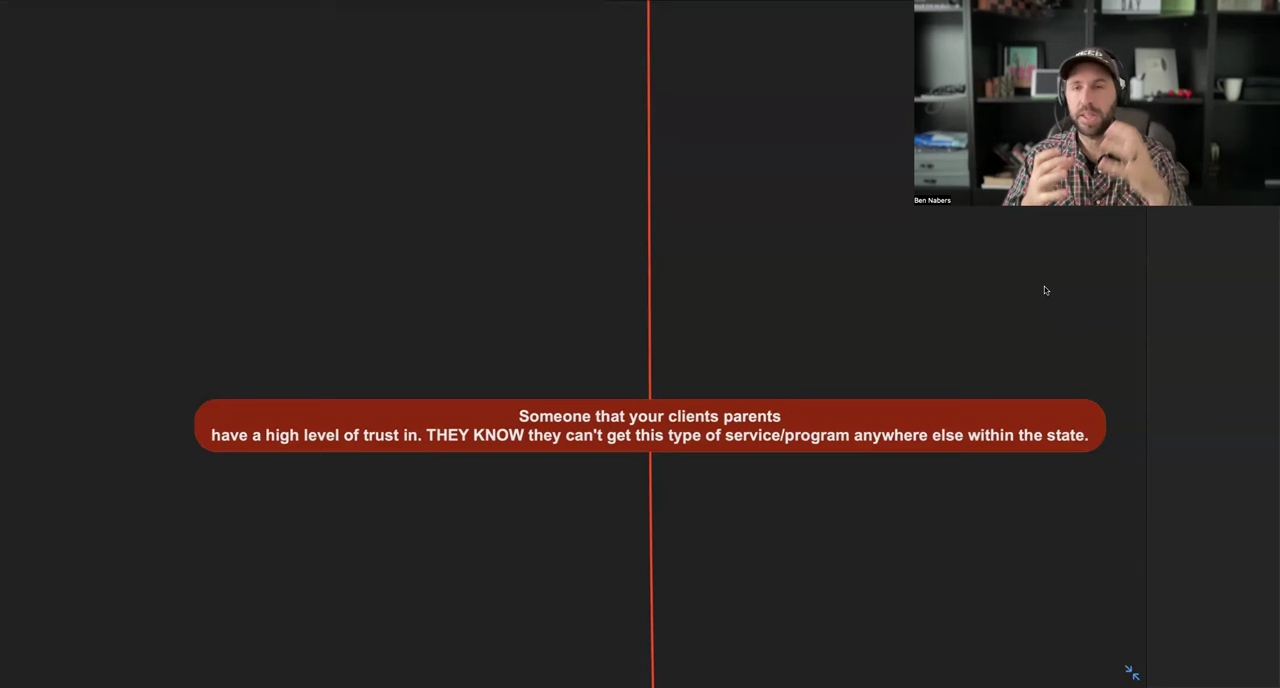 Ben Nabers
Someone that your clients parents
have a high level of trust in. THEY KNOW they can't get this type of service/program anywhere else within the state.